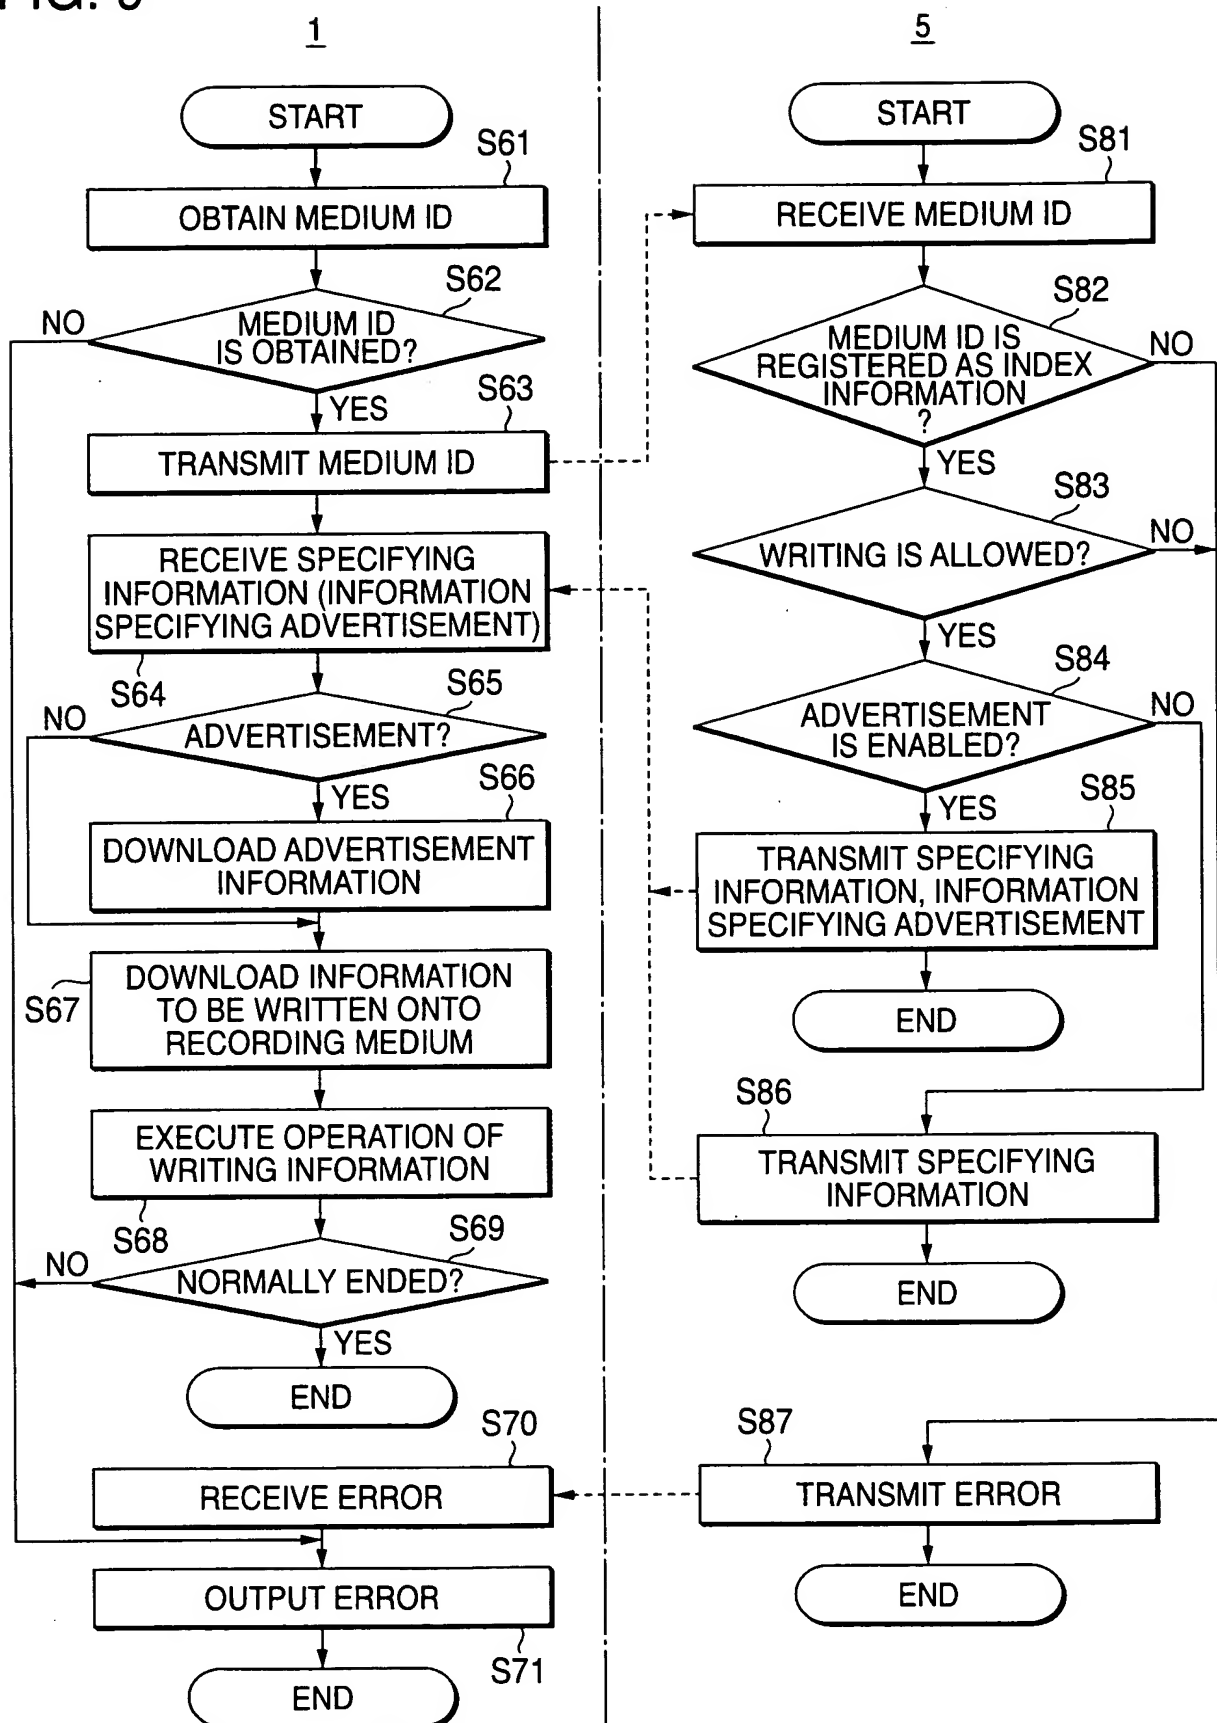 1
START
S61
OBTAIN MEDIUM ID
S62
NO
MEDIUM ID
IS OBTAINED?
YES
S63
TRANSMIT MEDIUM ID
RECEIVE SPECIFYING
INFORMATION (INFORMATION
SPECIFYING ADVERTISEMENT)
S64
S65
NO
ADVERTISEMENT?
YES
S66
DOWNLOAD ADVERTISEMENT
INFORMATION
S67
DOWNLOAD INFORMATION
TO BE WRITTEN ONTO
RECORDING MEDIUM
EXECUTE OPERATION OF
WRITING INFORMATION
S68
S69
NO
NORMALLY ENDED?
YES
END
S70
RECEIVE ERROR
OUTPUT ERROR
S71
END
5
START
S81
RECEIVE MEDIUM ID
S82
MEDIUM ID IS
REGISTERED AS INDEX
INFORMATION
?
NO
YES
S83
WRITING IS ALLOWED?
NO
YES
S84
ADVERTISEMENT
IS ENABLED?
NO
YES
S85
TRANSMIT SPECIFYING
INFORMATION, INFORMATION
SPECIFYING ADVERTISEMENT
END
S86
TRANSMIT SPECIFYING
INFORMATION
END
S87
TRANSMIT ERROR
END